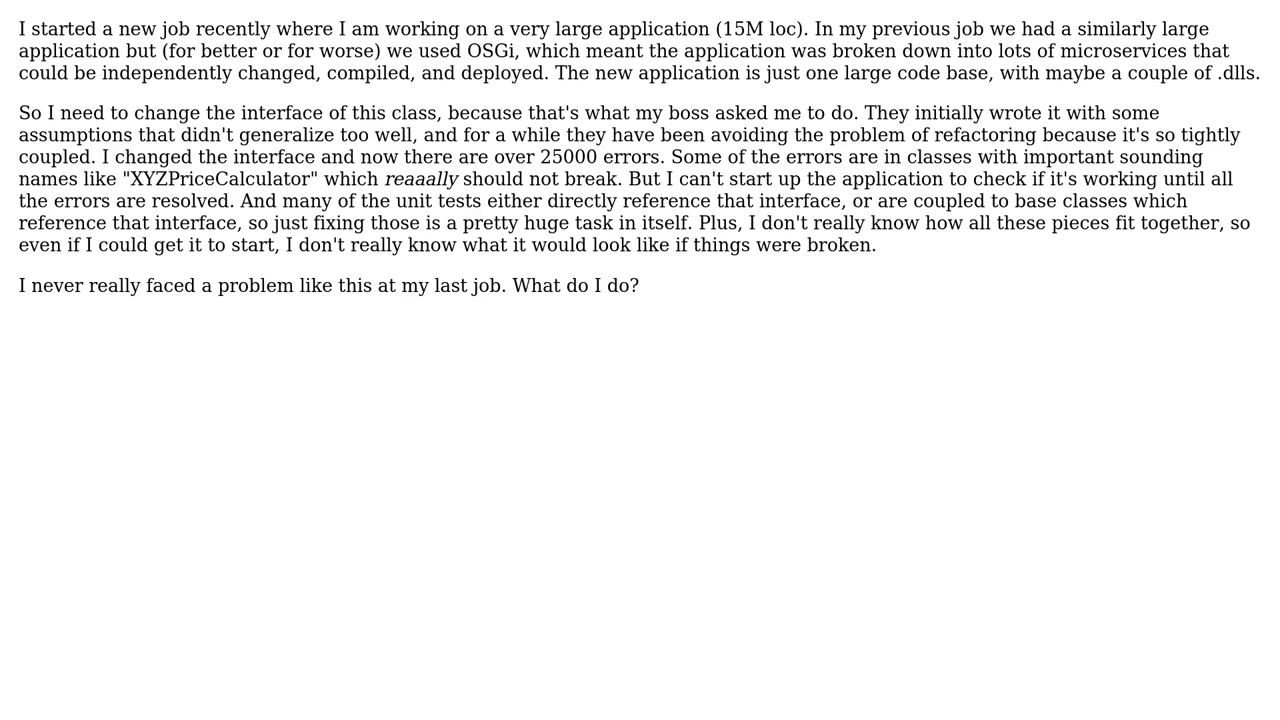 I started a new job recently where I am working on a very large application (15M loc). In my previous job we had a similarly large
application but (for better or for worse) we used OSGi, which meant the application was broken down into lots of microservices that
could be independently changed, compiled, and deployed. The new application is just one large code base, with maybe a couple of .dlls.
So I need to change the interface of this class, because that's what my boss asked me to do. They initially wrote it with some
assumptions that didn't generalize too well, and for a while they have been avoiding the problem of refactoring because it's so tightly
coupled. I changed the interface and now there are over 25000 errors. Some of the errors are in classes with important sounding
names like "XYZPriceCalculator" which reaaally should not break. But I can't start up the application to check if it's working until all
the errors are resolved. And many of the unit tests either directly reference that interface, or are coupled to base classes which
reference that interface, so just fixing those is a pretty huge task in itself. Plus, I don't really know how all these pieces fit together, so
even if I could get it to start, I don't really know what it would look like if things were broken.
I never really faced a problem like this at my last job. What do I do?